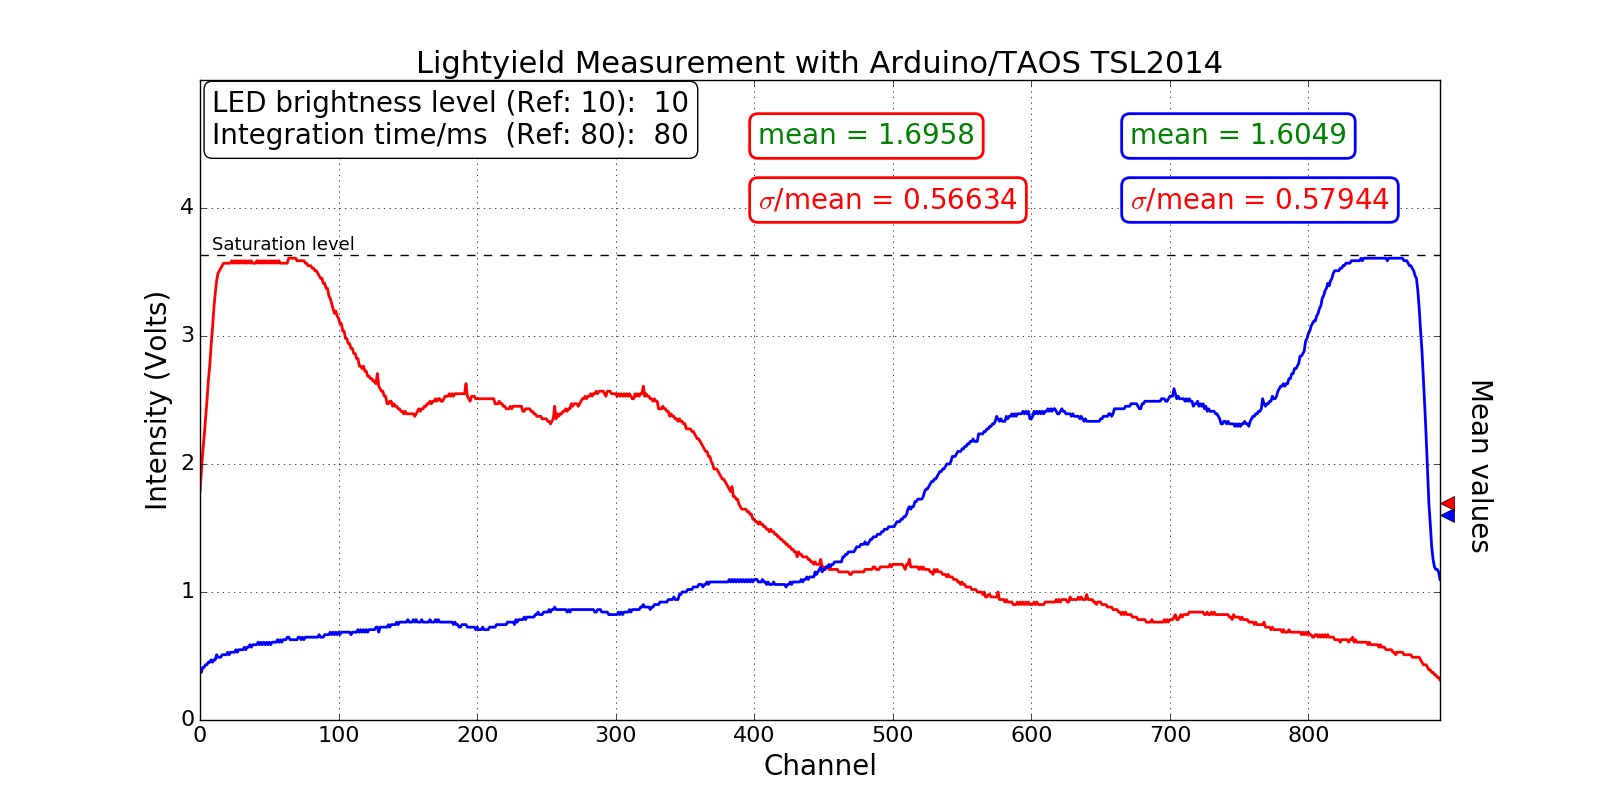 Lightyield Measurement with Arduino/TAOS TSL2014
LED brightness level (Ref: 10):  10
Integration time/ms  (Ref: 80):  80
mean = 1.6958
mean = 1.6049
σ/mean = 0.56634
σ/mean = 0.57944
Saturation level
4
3
2
1
0
Intensity (Volts)
Mean values
0 100 200 300 400 500 600 700 800
Channel